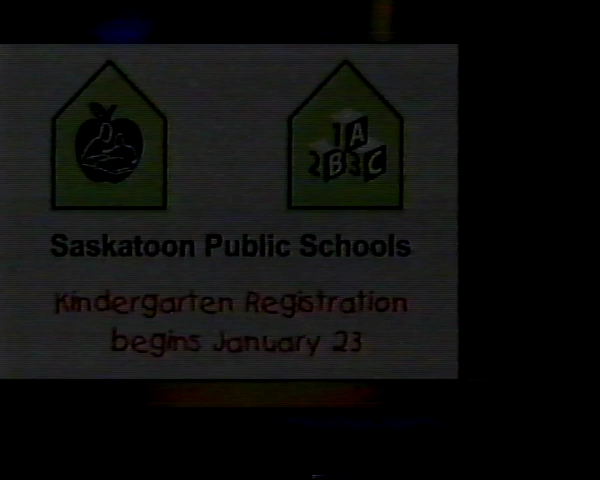 1A
2B3C
Saskatoon Public Schools
Kindergarten Registration
begins January 23